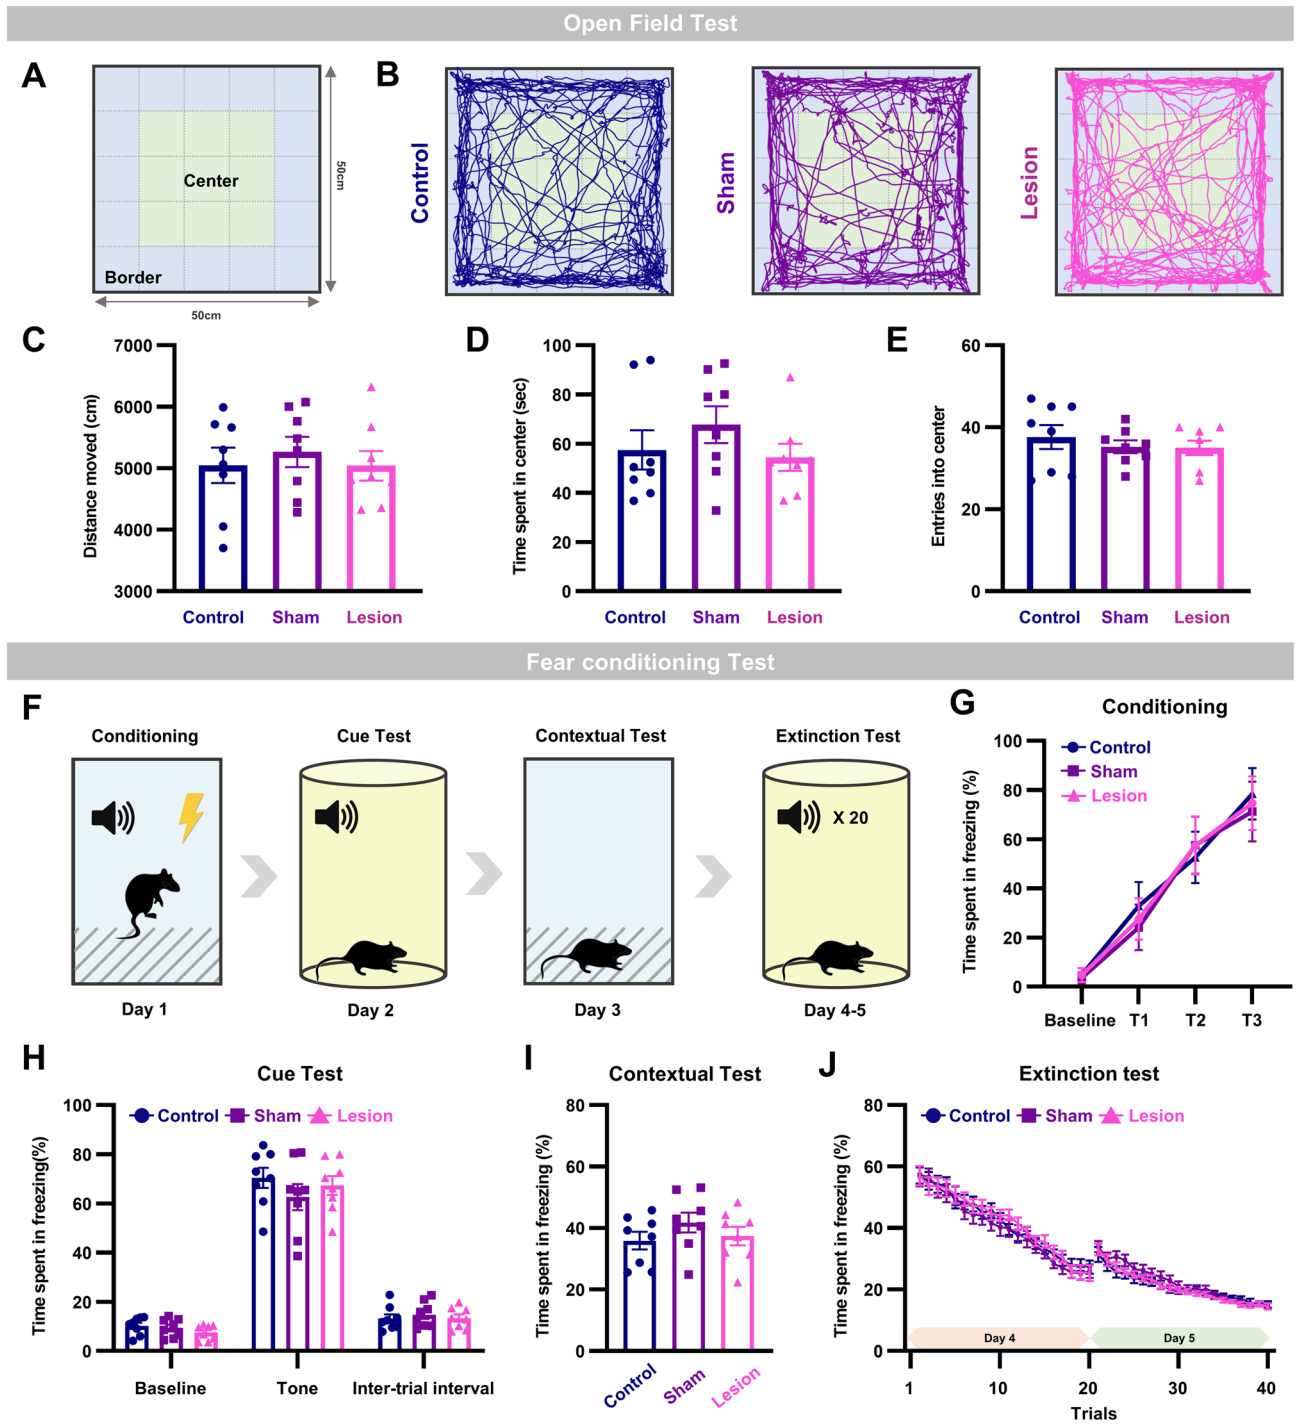 Open Field Test
A
Center
Border
50cm
50cm
B
Control
Sham
Lesion
C
Distance moved (cm)
7000
6000
5000
4000
3000
Control Sham Lesion
D
Time spent in center (sec)
100
80
60
40
20
0
Control Sham Lesion
E
Entries into center
60
40
20
0
Control Sham Lesion
Fear conditioning Test
F
Conditioning
Day 1
Cue Test
Day 2
Contextual Test
Day 3
Extinction Test
X 20
Day 4-5
G
Conditioning
Time spent in freezing (%)
100
80
60
40
20
0
Control
Sham
Lesion
Baseline T1 T2 T3
H
Cue Test
Time spent in freezing(%)
100
80
60
40
20
0
Control Sham Lesion
Baseline Tone Inter-trial interval
I
Contextual Test
Time spent in freezing (%)
80
60
40
20
0
Control Sham Lesion
J
Extinction test
Time spent in freezing (%)
80
60
40
20
0
Control Sham Lesion
Day 4 Day 5
1 10 20 30 40
Trials